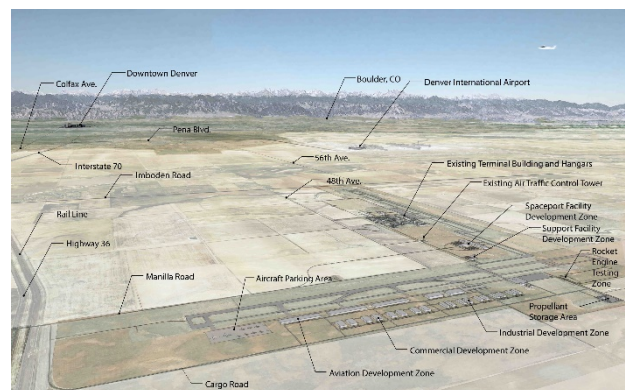 Downtown Denver
Colfax Ave.
Boulder, CO
Denver International Airport
Pena Blvd.
Interstate 70
56th Ave.
Imboden Road
48th Ave.
Existing Terminal Building and Hangars
Existing Air Traffic Control Tower
Spaceport Facility
Development Zone
Support Facility
Development Zone
Rail Line
Highway 36
Rocket
Engine
Testing
Zone
Manilla Road
Aircraft Parking Area
Propellant
Storage Area
Industrial Development Zone
Commercial Development Zone
Aviation Development Zone
Cargo Road